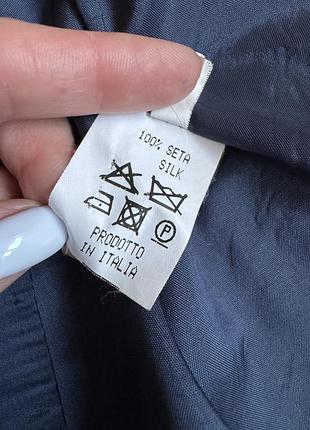 100% SETA
SILK
P
PRODOTTO
IN ITALIA